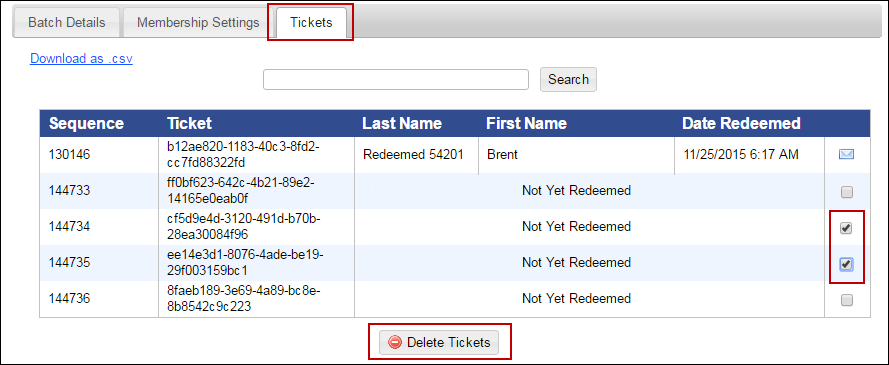 Batch Details Membership Settings Tickets
Download as .csv
Search
Sequence Ticket Last Name First Name Date Redeemed
130146 b12ae820-1183-40c3-8fd2-
cc7fd88322fd Redeemed 54201 Brent 11/25/2015 6:17 AM
144733 ff0bf623-642c-4b21-89e2-
14165e0eab0f Not Yet Redeemed
144734 cf5d9e4d-3120-491d-b70b-
28ea30084f96 Not Yet Redeemed
144735 ee14e3d1-8076-4ade-be19-
29f003159bc1 Not Yet Redeemed
144736 8faeb189-3e69-4a89-bc8e-
8b8542c9c223 Not Yet Redeemed
Delete Tickets